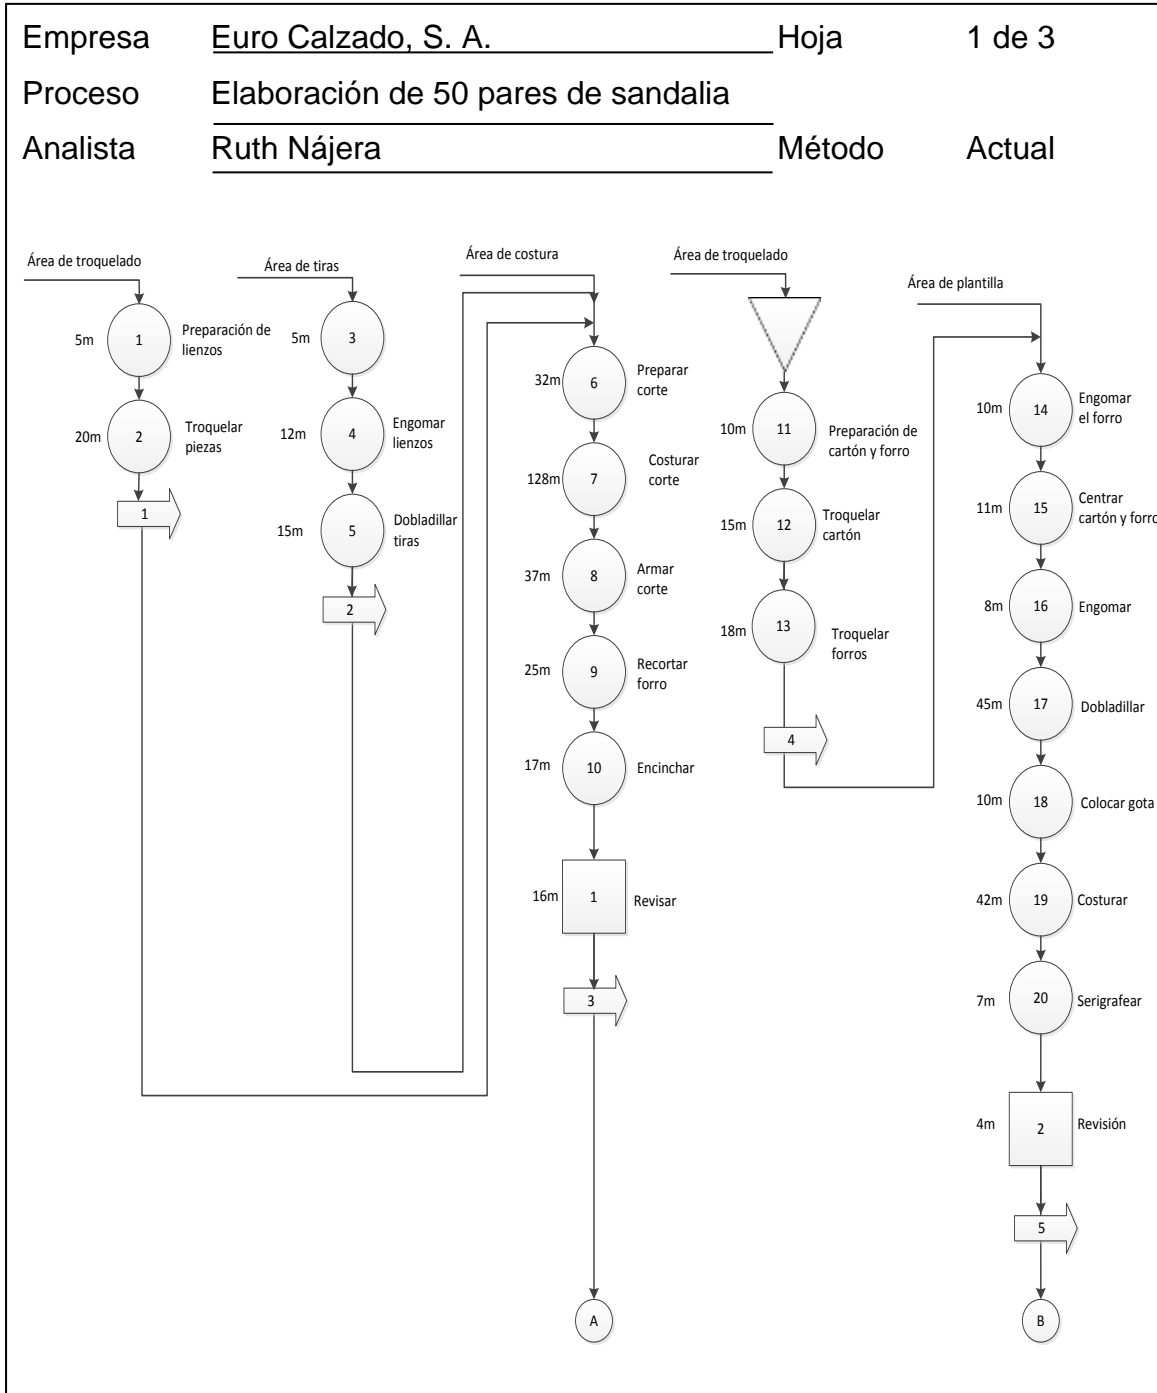 Empresa Euro Calzado, S. A. Hoja 1 de 3
Proceso Elaboración de 50 pares de sandalia
Analista Ruth Nájera Método Actual
Área de troquelado
5m 1 Preparación de
lienzos
20m 2 Troquelar
piezas
1
Área de tiras
5m 3
12m 4 Engomar
lienzos
15m 5 Dobladillar
tiras
2
Área de costura
32m 6 Preparar
corte
128m 7 Costurar
corte
37m 8 Armar
corte
25m 9 Recortar
forro
17m 10 Encinchar
16m 1 Revisar
3
A
Área de troquelado
10m 11 Preparación de
cartón y forro
15m 12 Troquelar
cartón
18m 13 Troquelar
forros
4
Área de plantilla
10m 14 Engomar
el forro
11m 15 Centrar
cartón y forro
8m 16 Engomar
45m 17 Dobladillar
10m 18 Colocar gota
42m 19 Costurar
7m 20 Serigrafear
4m 2 Revisión
5
B